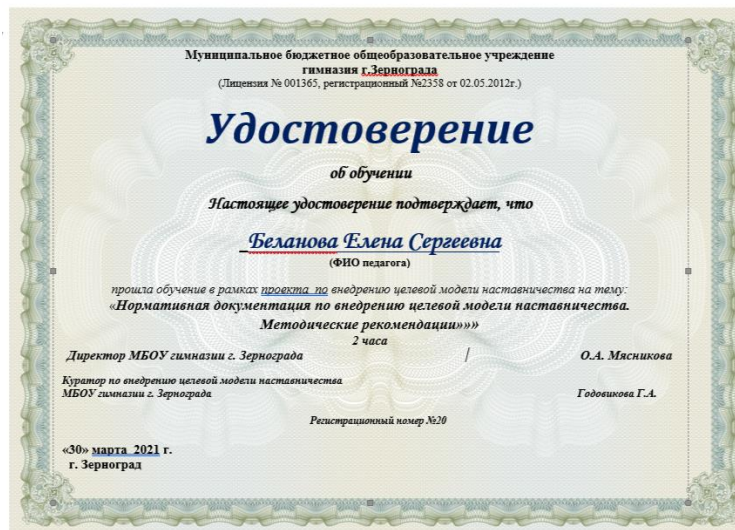 Муниципальное бюджетное общеобразовательное учреждение
гимназия г.Зернограда
(Лицензия № 001365, регистрационный №2358 от 02.05.2012г.)
Удостоверение
об обучении
Настоящее удостоверение подтверждает, что
_Беланова Елена Сергеевна
(ФИО педагога)
прошла обучение в рамках проекта по внедрению целевой модели наставничества на тему:
«Нормативная документация по внедрению целевой модели наставничества.
Методические рекомендации»»»
2 часа
Директор МБОУ гимназии г. Зернограда / О.А. Мясникова
Куратор по внедрению целевой модели наставничества
МБОУ гимназии г. Зернограда Годовикова Г.А.
Регистрационный номер №20
«30» марта 2021 г.
г. Зерноград